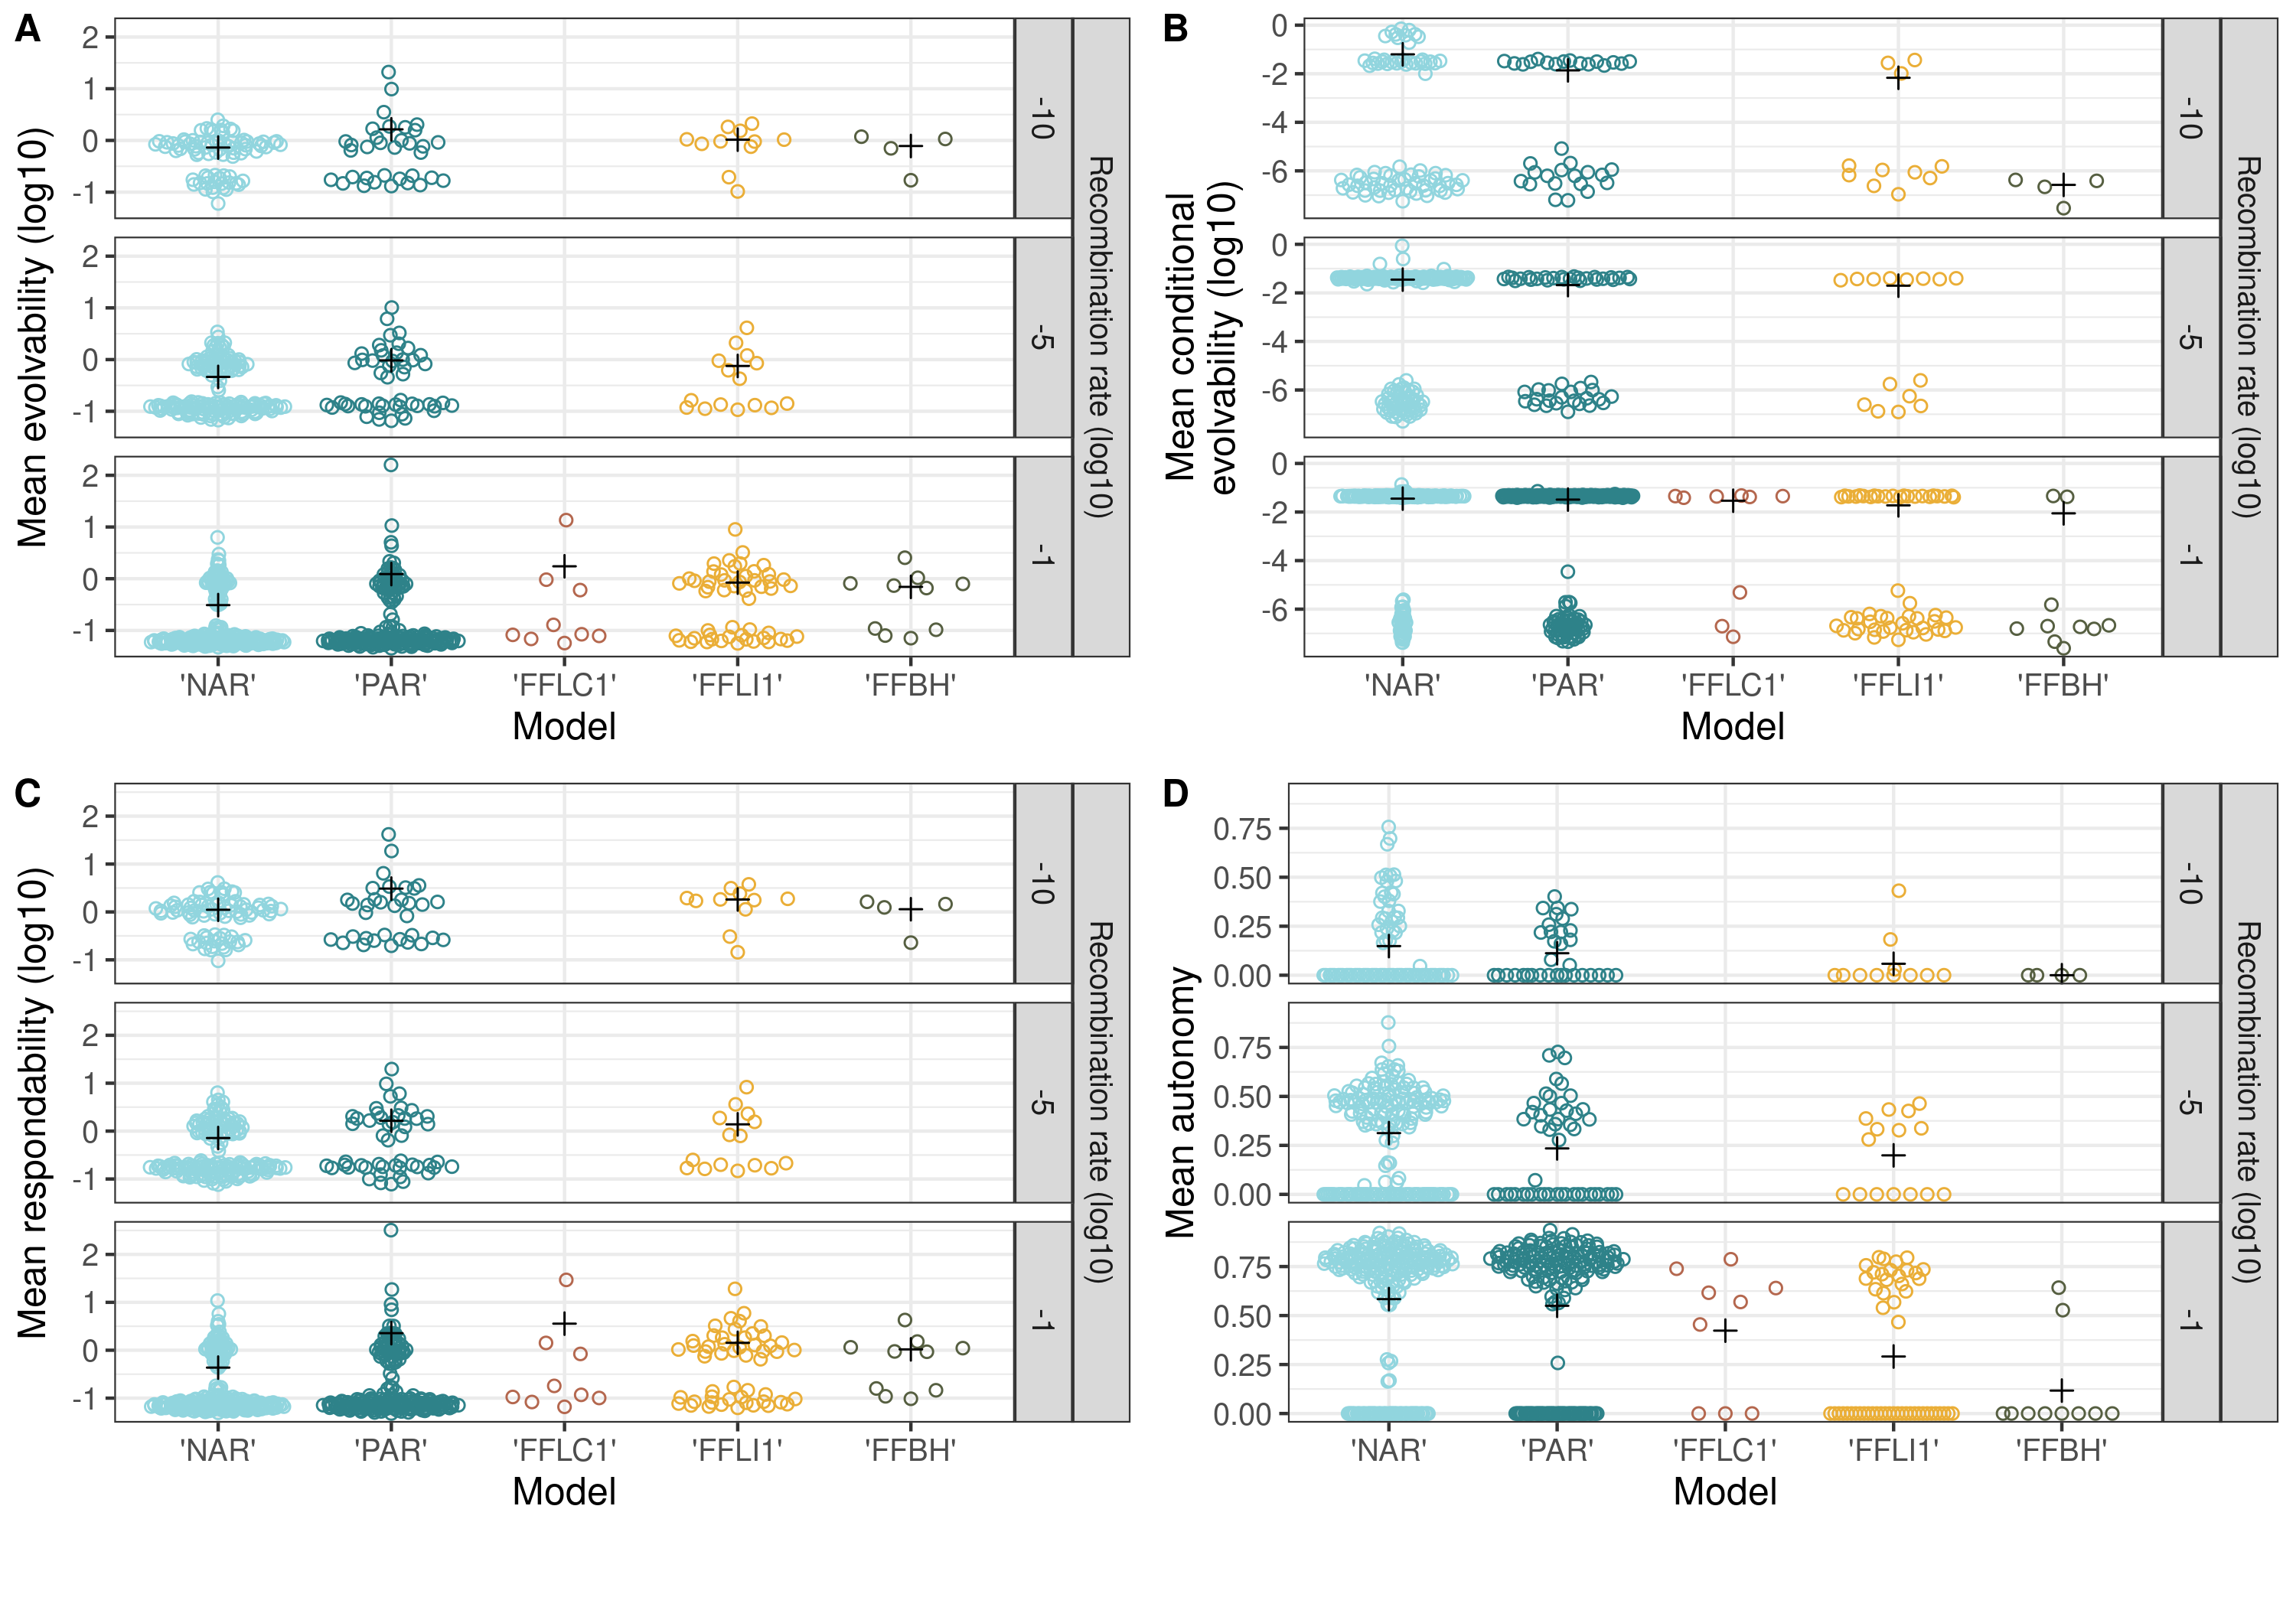 A
Mean evolvability (log10)
2
1
0
-1
-10
2
1
0
-1
-5
2
1
0
-1
-1
Recombination rate (log10)
'NAR' 'PAR' 'FFLC1' 'FFLI1' 'FFBH'
Model
B
Mean conditional
evolvability (log10)
0
-2
-4
-6
-10
0
-2
-4
-6
-5
0
-2
-4
-6
-1
Recombination rate (log10)
'NAR' 'PAR' 'FFLC1' 'FFLI1' 'FFBH'
Model
C
Mean respondability (log10)
2
1
0
-1
-10
2
1
0
-1
-5
2
1
0
-1
-1
Recombination rate (log10)
'NAR' 'PAR' 'FFLC1' 'FFLI1' 'FFBH'
Model
D
Mean autonomy
0.75
0.50
0.25
0.00
-10
0.75
0.50
0.25
0.00
-5
0.75
0.50
0.25
0.00
-1
Recombination rate (log10)
'NAR' 'PAR' 'FFLC1' 'FFLI1' 'FFBH'
Model